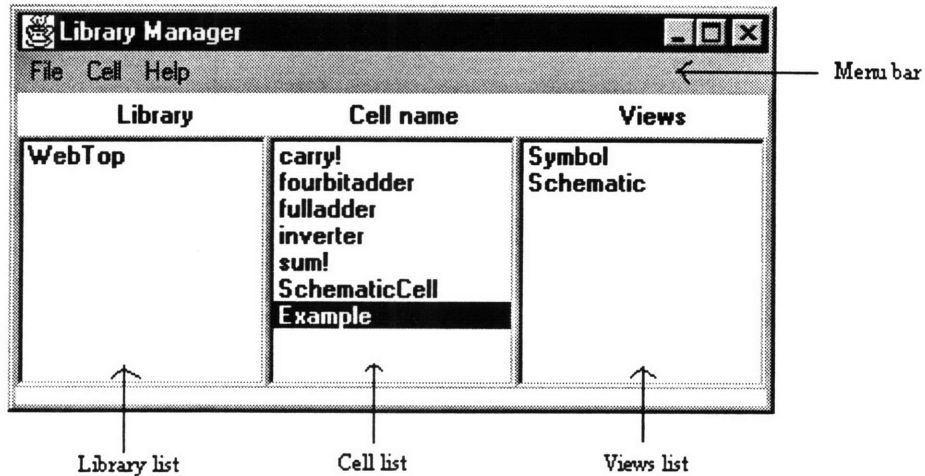 Library Manager
File Cell Help
Menu bar
Library Cell name Views
WebTop
carry!
fourbitadder
fulladder
inverter
sum!
SchematicCell
Example
Symbol
Schematic
Library list Cell list Views list